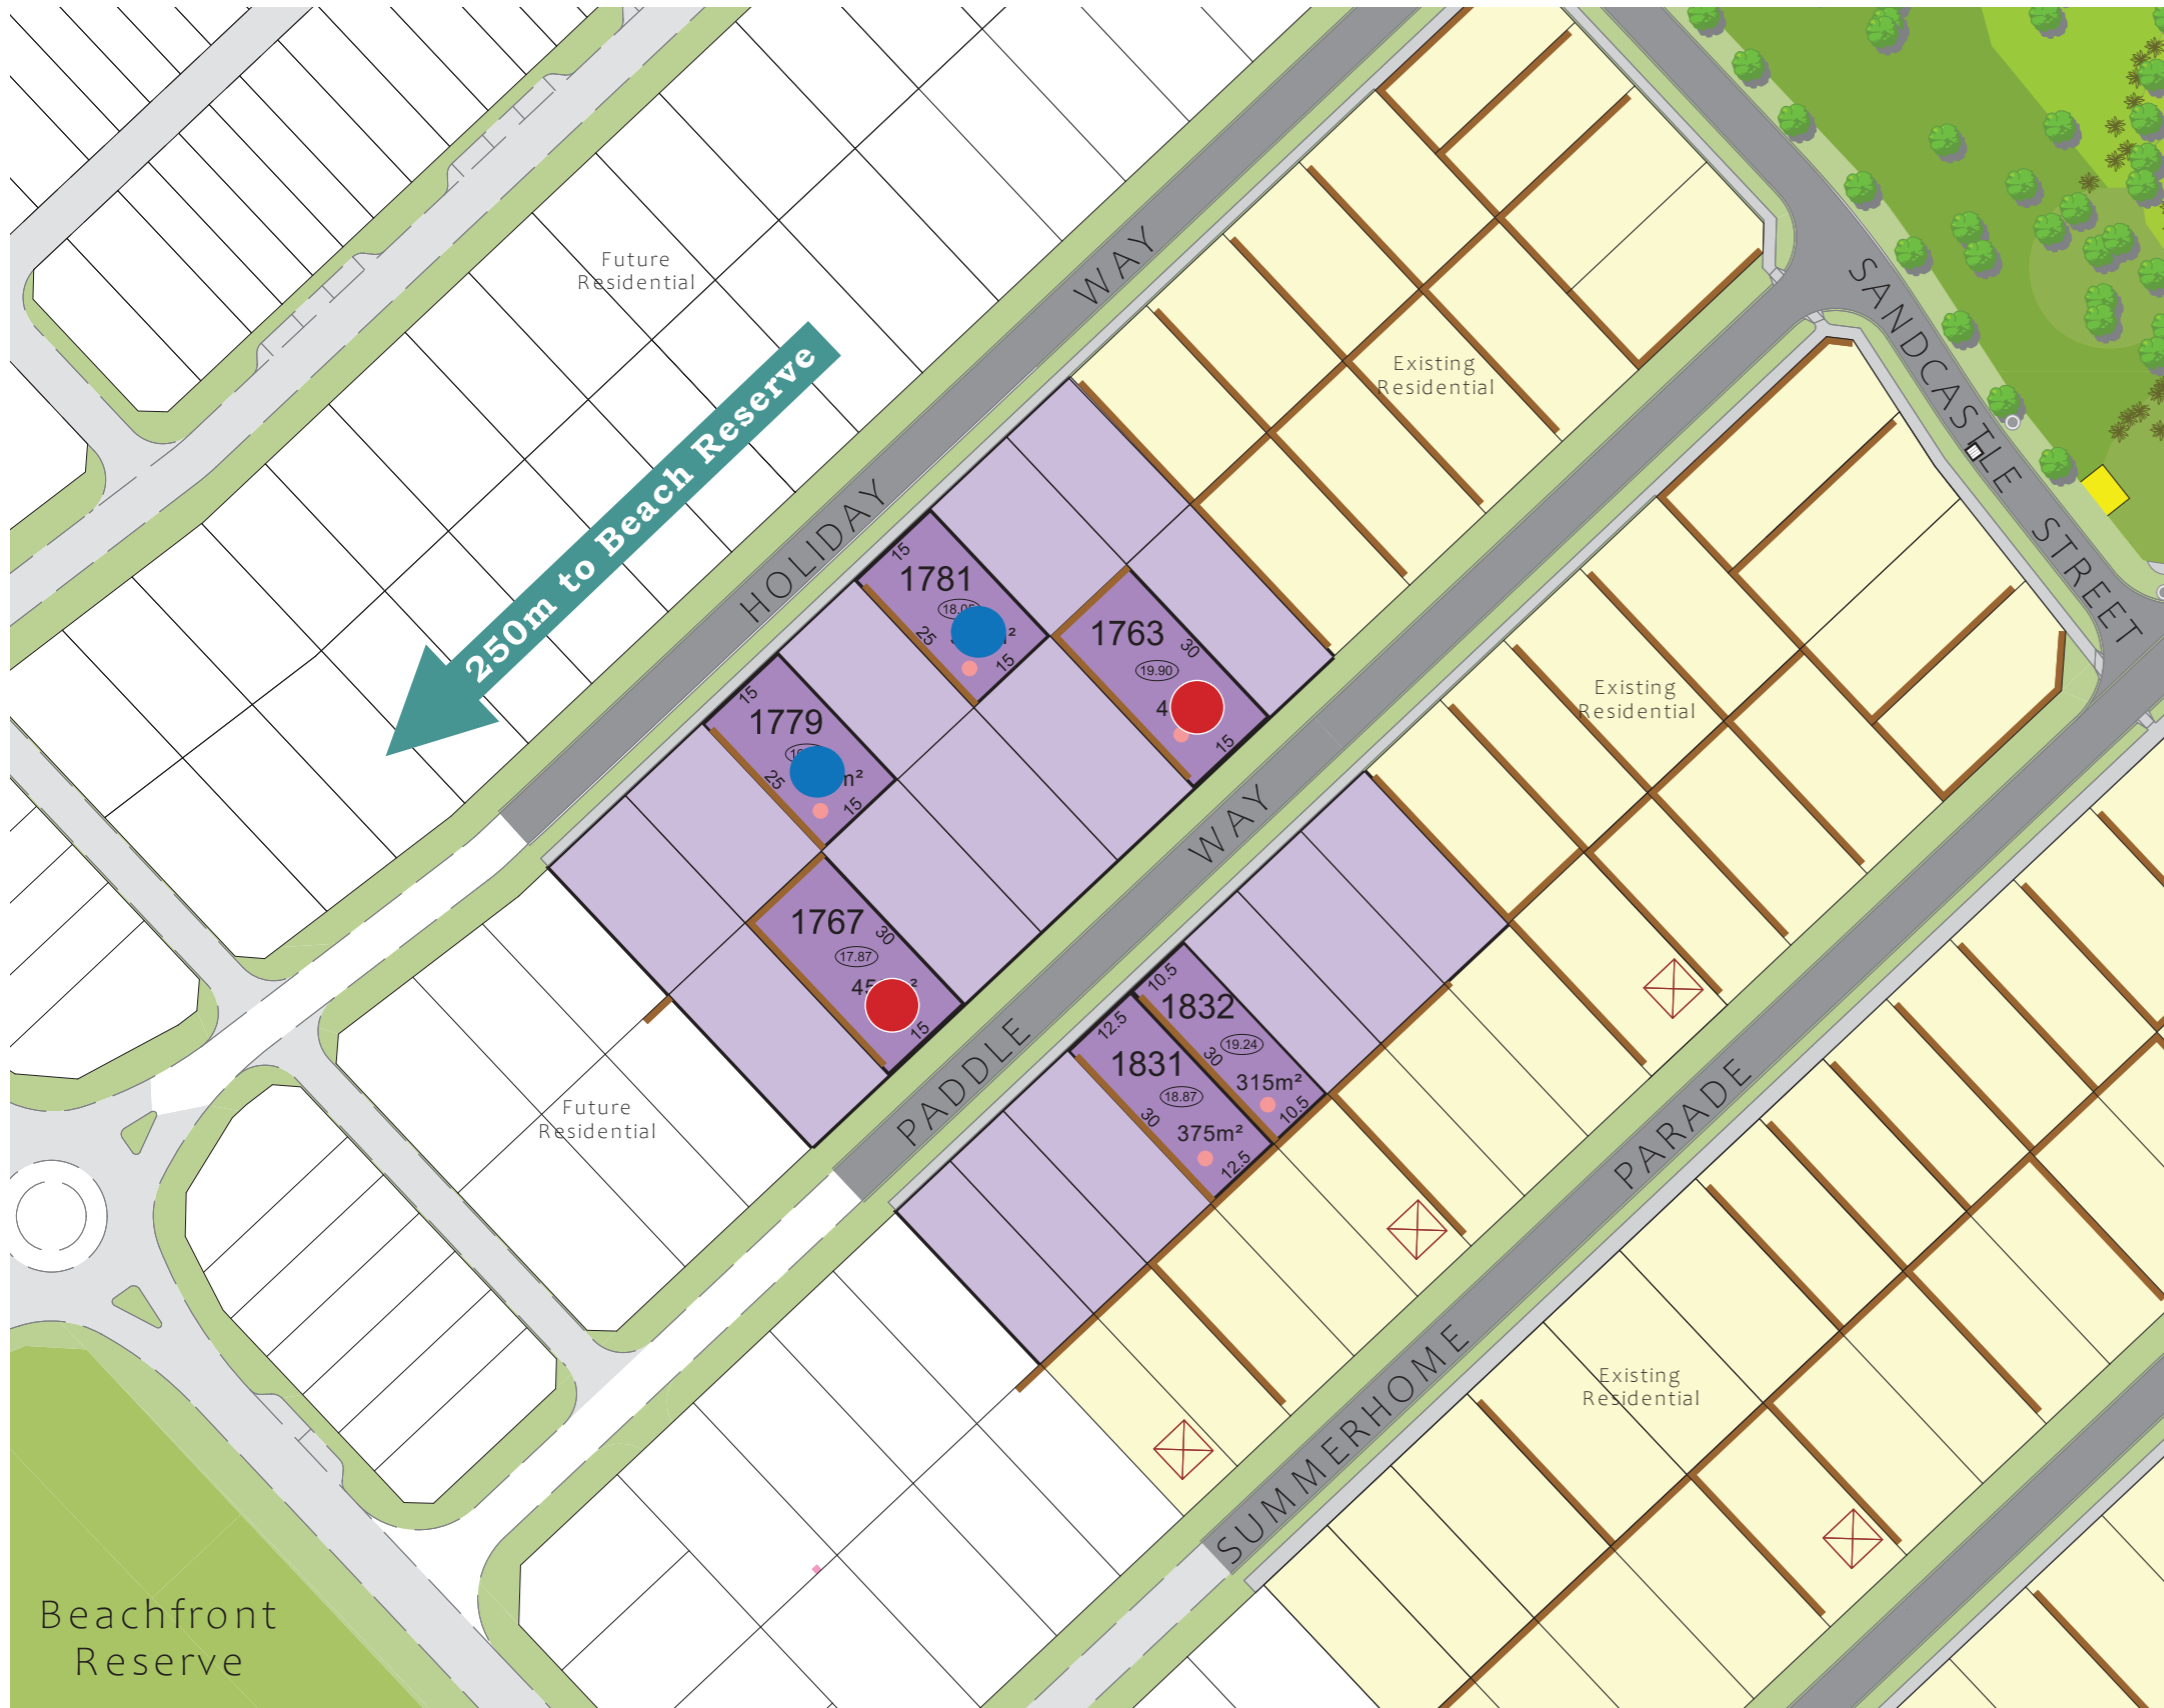 Future
Residential
HOLIDAY WAY
250m to Beach Reserve
Existing
Residential
SANDCASTLE STREET
15
1781
25
15
1763
30
19.90
15
15
1779
25
15
1767
30
17.87
15
PADDLE WAY
Existing
Residential
10.5
1832
19.24
30
315m²
10.5
12.5
1831
18.87
30
375m²
12.5
Future
Residential
SUMMERHOME PARADE
Existing
Residential
Beachfront
Reserve